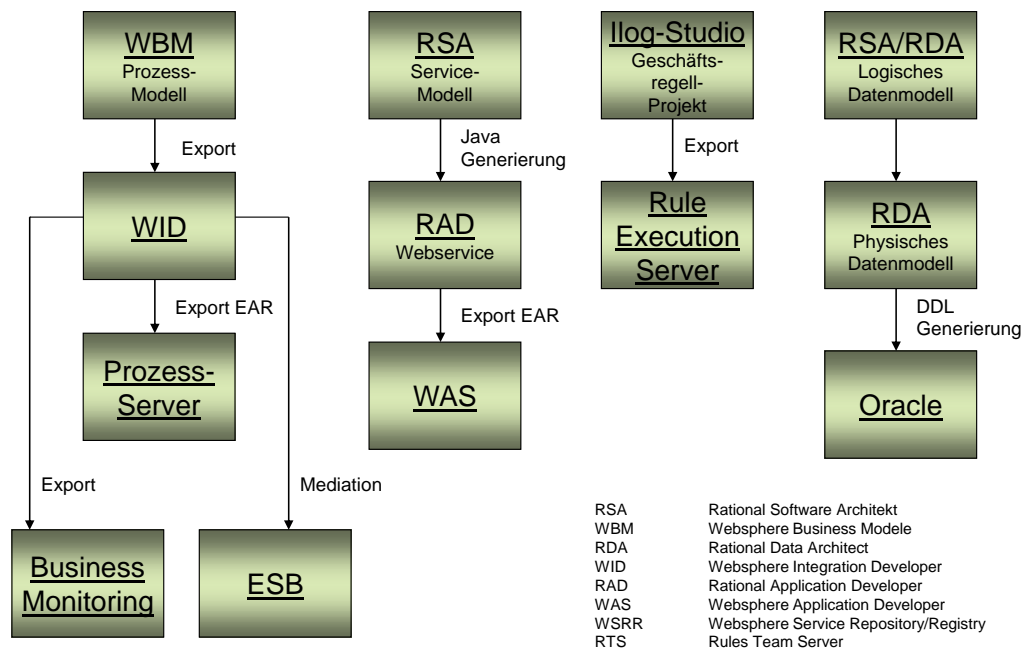 WBM
Prozess-
Modell
RSA
Service-
Modell
Ilog-Studio
Geschäfts-
regell-
Projekt
RSA/RDA
Logisches
Datenmodell
Export
Java
Generierung
Export
WID
RAD
Webservice
Rule
Execution
Server
RDA
Physisches
Datenmodell
Export EAR
Export EAR
DDL
Generierung
Prozess-
Server
WAS
Oracle
Export
Mediation
Business
Monitoring
ESB
RSA Rational Software Architekt
WBM Websphere Business Modele
RDA Rational Data Architect
WID Websphere Integration Developer
RAD Rational Application Developer
WAS Websphere Application Developer
WSRR Websphere Service Repository/Registry
RTS Rules Team Server